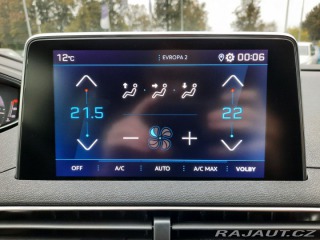 12°C EVROPA 2 00:06
21.5 22
OFF A/C AUTO A/C MAX VOLBY
RAJAUT.CZ